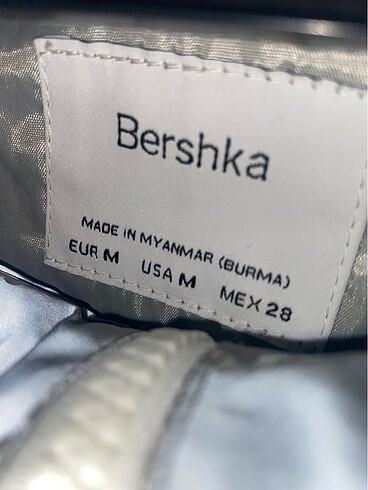 Bershka
MADE IN MYANMAR (BURMA)
EUR M USA M MEX 28